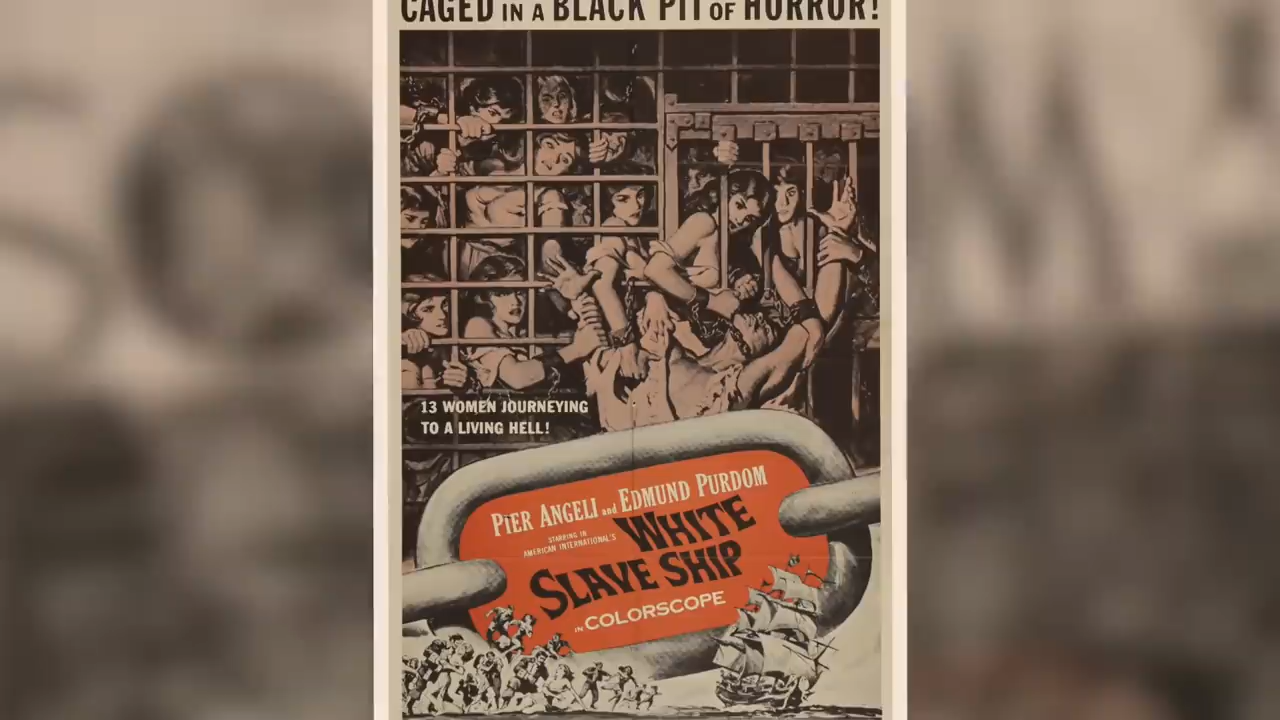 CAGED IN A BLACK PIT OF HORROR!
13 WOMEN JOURNEYING
TO A LIVING HELL!
PIER ANGELI and EDMUND PURDOM
STARRING IN
AMERICAN INTERNATIONAL'S
WHITE
SLAVE SHIP
IN COLORSCOPE